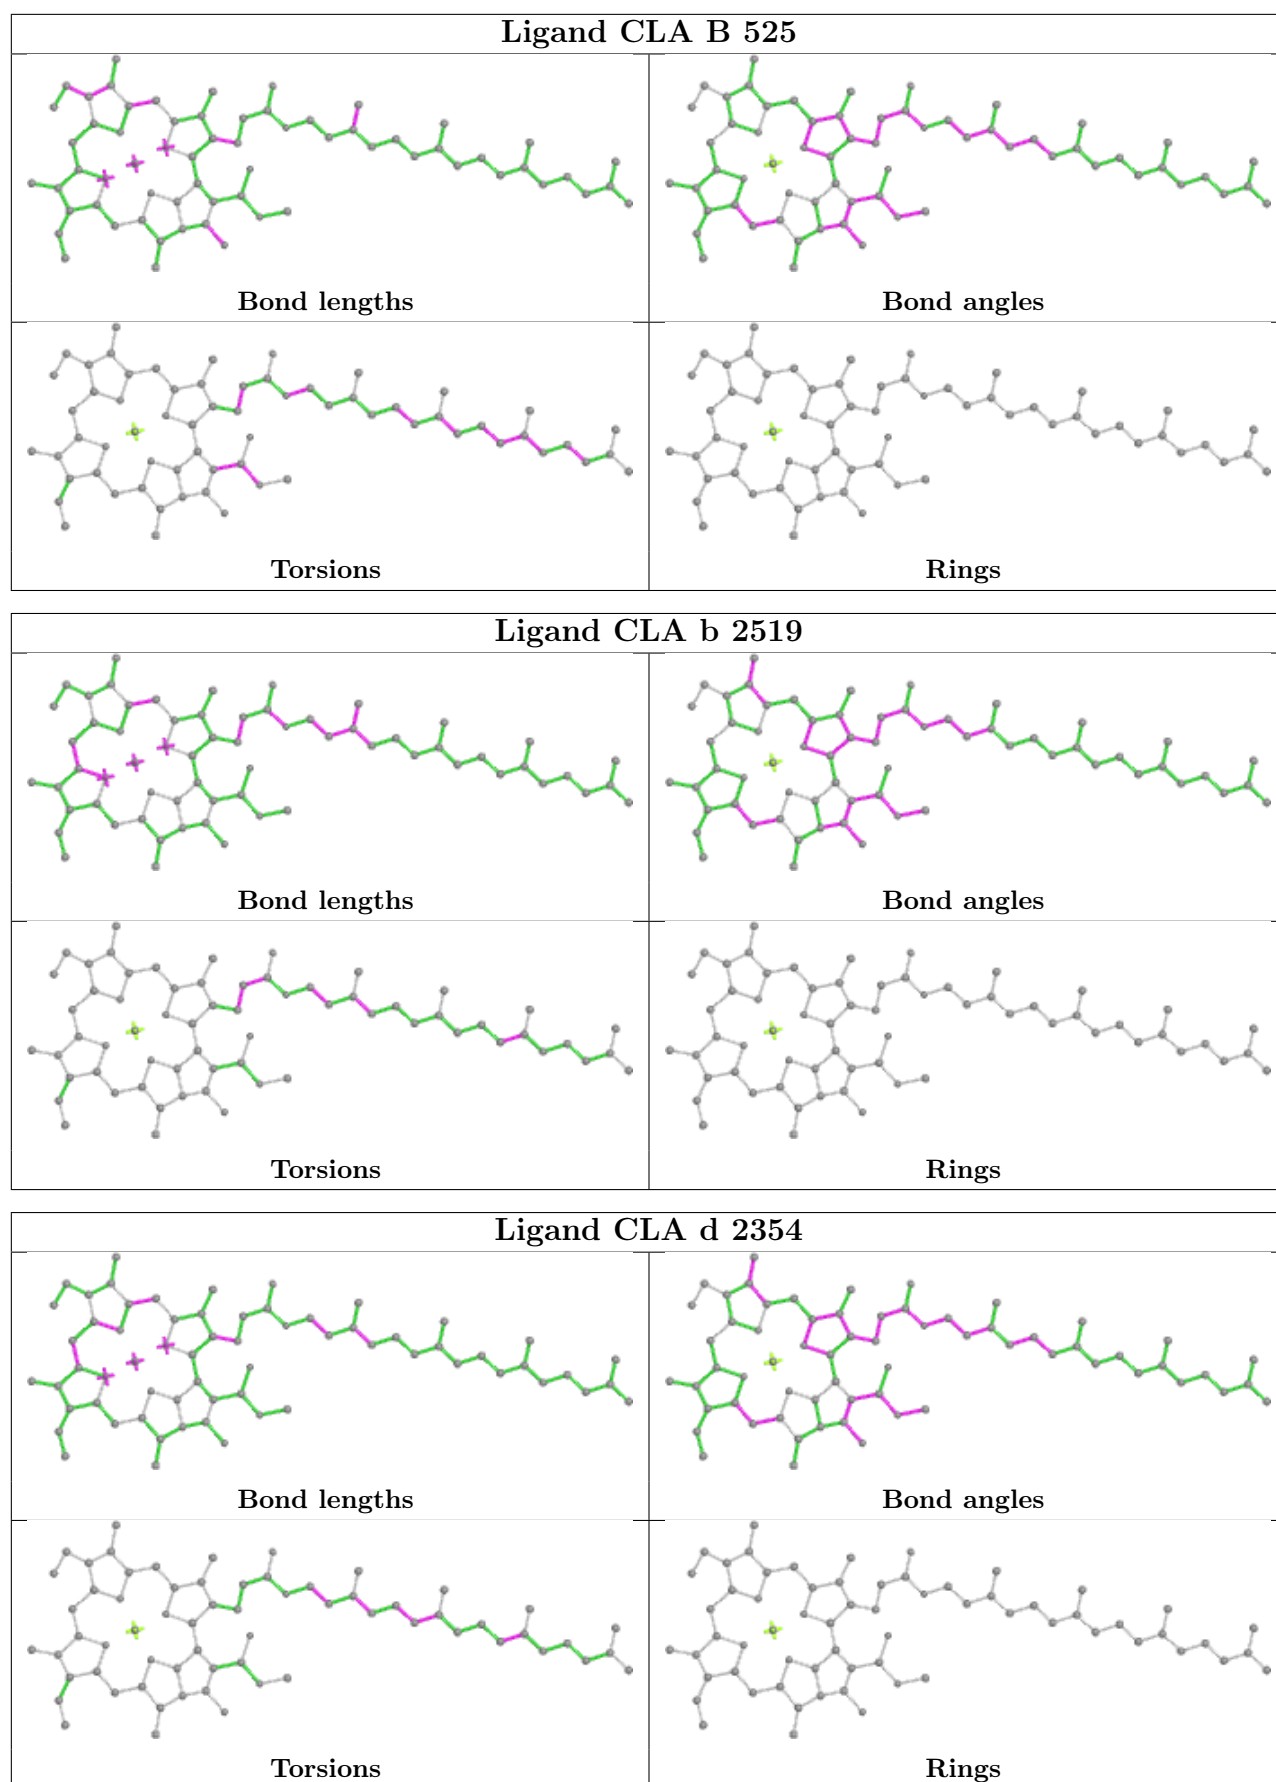 Ligand CLA B 525
Bond lengths
Bond angles
Torsions
Rings
Ligand CLA b 2519
Bond lengths
Bond angles
Torsions
Rings
Ligand CLA d 2354
Bond lengths
Bond angles
Torsions
Rings